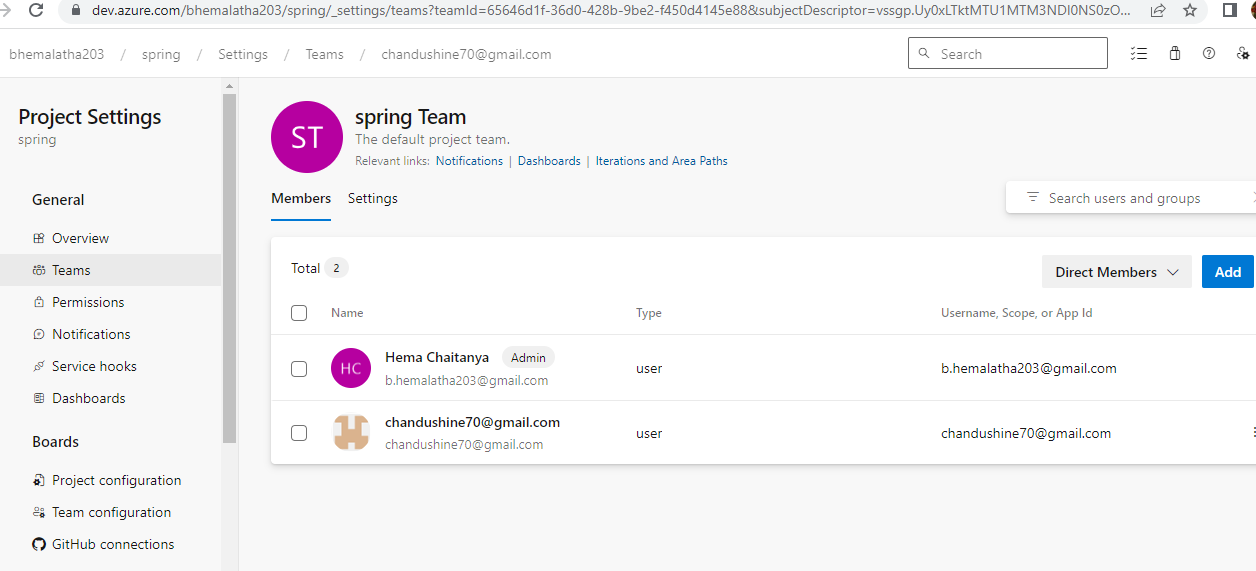 dev.azure.com/bhemalatha203/spring/_settings/teams?teamId=65646d1f-36d0-428b-9be2-f450d4145e88&subjectDescriptor=vssgp.Uy0xLTktMTU1MTM3NDI0NS0zO...
bhemalatha203 / spring / Settings / Teams / chandushine70@gmail.com
Search
Project Settings
spring
General
Overview
Teams
Permissions
Notifications
Service hooks
Dashboards
Boards
Project configuration
Team configuration
GitHub connections
ST
spring Team
The default project team.
Relevant links: Notifications | Dashboards | Iterations and Area Paths
Members Settings
Search users and groups
Total 2
Direct Members
Add
Name Type Username, Scope, or App Id
HC
Hema Chaitanya Admin
b.hemalatha203@gmail.com
user
b.hemalatha203@gmail.com
chandushine70@gmail.com
chandushine70@gmail.com
user
chandushine70@gmail.com